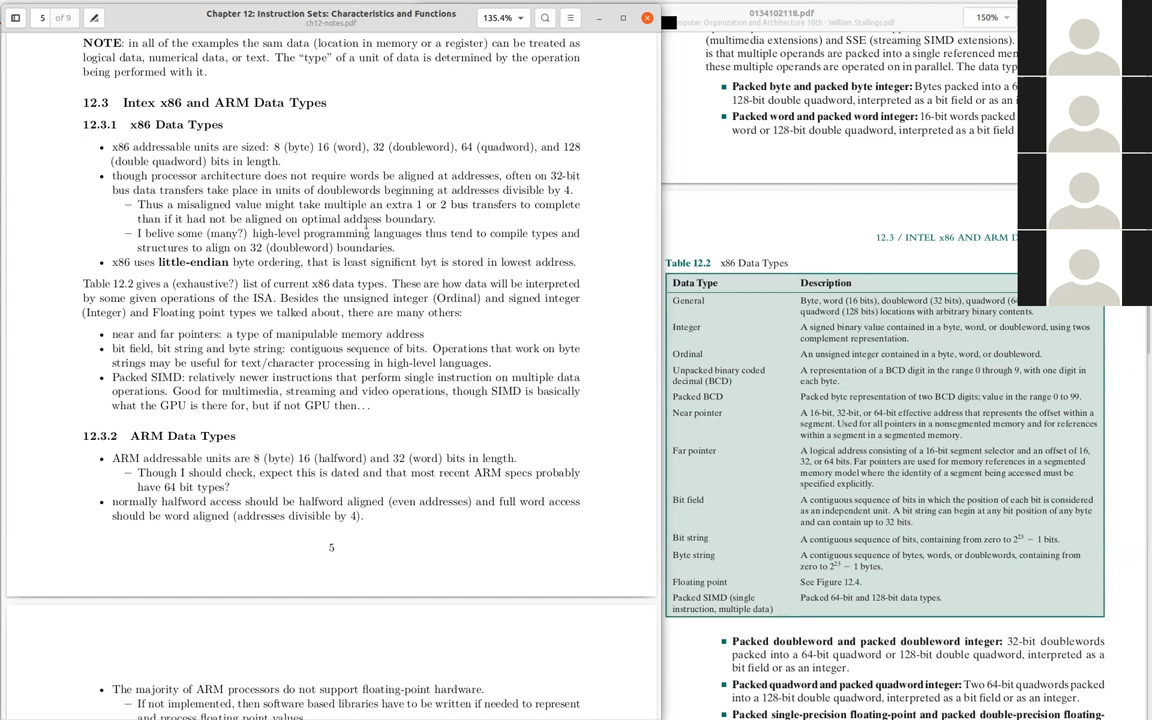 5
of 9
Chapter 12: Instruction Sets: Characteristics and Functions
ch12-notes.pdf
135.4%
NOTE: in all of the examples the sam data (location in memory or a register) can be treated as
logical data, numerical data, or text. The “type” of a unit of data is determined by the operation
being performed with it.
12.3 Intex x86 and ARM Data Types
12.3.1 x86 Data Types
• x86 addressable units are sized: 8 (byte) 16 (word), 32 (doubleword), 64 (quadword), and 128
(double quadword) bits in length.
• though processor architecture does not require words be aligned at addresses, often on 32-bit
bus data transfers take place in units of doublewords beginning at addresses divisible by 4.
– Thus a misaligned value might take multiple an extra 1 or 2 bus transfers to complete
than if it had not be aligned on optimal address boundary.
– I belive some (many?) high-level programming languages thus tend to compile types and
structures to align on 32 (doubleword) boundaries.
• x86 uses little-endian byte ordering, that is least significant byt is stored in lowest address.
Table 12.2 gives a (exhaustive?) list of current x86 data types. These are how data will be interpreted
by some given operations of the ISA. Besides the unsigned integer (Ordinal) and signed integer
(Integer) and Floating point types we talked about, there are many others:
• near and far pointers: a type of manipulable memory address
• bit field, bit string and byte string: contiguous sequence of bits. Operations that work on byte
strings may be useful for text/character processing in high-level languages.
• Packed SIMD: relatively newer instructions that perform single instruction on multiple data
operations. Good for multimedia, streaming and video operations, though SIMD is basically
what the GPU is there for, but if not GPU then...
12.3.2 ARM Data Types
• ARM addressable units are 8 (byte) 16 (halfword) and 32 (word) bits in length.
– Though I should check, expect this is dated and that most recent ARM specs probably
have 64 bit types?
• normally halfword access should be halfword aligned (even addresses) and full word access
should be word aligned (addresses divisible by 4).
5
• The majority of ARM processors do not support floating-point hardware.
– If not implemented, then software based libraries have to be written if needed to represent
and process floating point values.
0134102118.pdf
mputer Organization and Architecture 10th - William Stallings.pdf
150%
(multimedia extensions) and SSE (streaming SIMD extensions).
is that multiple operands are packed into a single referenced mem
these multiple operands are operated on in parallel. The data typ
■ Packed byte and packed byte integer: Bytes packed into a 6
128-bit double quadword, interpreted as a bit field or as an i
■ Packed word and packed word integer: 16-bit words packed
word or 128-bit double quadword, interpreted as a bit field
12.3 / INTEL x86 AND ARM D
Table 12.2 x86 Data Types
Data Type Description
General Byte, word (16 bits), doubleword (32 bits), quadword (64
quadword (128 bits) locations with arbitrary binary contents.
Integer A signed binary value contained in a byte, word, or doubleword, using twos
complement representation.
Ordinal An unsigned integer contained in a byte, word, or doubleword.
Unpacked binary coded A representation of a BCD digit in the range 0 through 9, with one digit in
decimal (BCD) each byte.
Packed BCD Packed byte representation of two BCD digits; value in the range 0 to 99.
Near pointer A 16-bit, 32-bit, or 64-bit effective address that represents the offset within a
segment. Used for all pointers in a nonsegmented memory and for references
within a segment in a segmented memory.
Far pointer A logical address consisting of a 16-bit segment selector and an offset of 16,
32, or 64 bits. Far pointers are used for memory references in a segmented
memory model where the identity of a segment being accessed must be
specified explicitly.
Bit field A contiguous sequence of bits in which the position of each bit is considered
as an independent unit. A bit string can begin at any bit position of any byte
and can contain up to 32 bits.
Bit string A contiguous sequence of bits, containing from zero to 2²³ − 1 bits.
Byte string A contiguous sequence of bytes, words, or doublewords, containing from
zero to 2²³ − 1 bytes.
Floating point See Figure 12.4.
Packed SIMD (single Packed 64-bit and 128-bit data types.
instruction, multiple data)
■ Packed doubleword and packed doubleword integer: 32-bit doublewords
packed into a 64-bit quadword or 128-bit double quadword, interpreted as a
bit field or as an integer.
■ Packed quadword and packed quadword integer: Two 64-bit quadwords packed
into a 128-bit double quadword, interpreted as a bit field or as an integer.
■ Packed single-precision floating-point and packed double-precision floating-